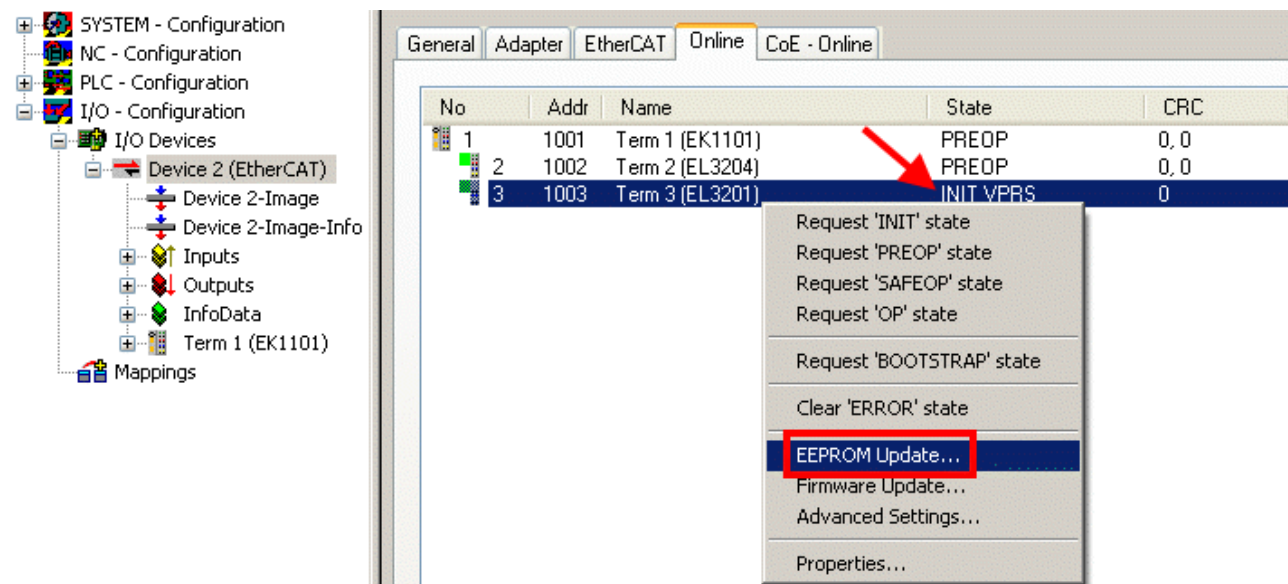 SYSTEM - Configuration
NC - Configuration
PLC - Configuration
I/O - Configuration
I/O Devices
Device 2 (EtherCAT)
Device 2-Image
Device 2-Image-Info
Inputs
Outputs
InfoData
Term 1 (EK1101)
Mappings
General Adapter EtherCAT Online CoE - Online
No Addr Name State CRC
1 1001 Term 1 (EK1101) PREOP 0, 0
2 1002 Term 2 (EL3204) PREOP 0, 0
3 1003 Term 3 (EL3201) INIT VPRS 0
Request 'INIT' state
Request 'PREOP' state
Request 'SAFEOP' state
Request 'OP' state
Request 'BOOTSTRAP' state
Clear 'ERROR' state
EEPROM Update...
Firmware Update...
Advanced Settings...
Properties...